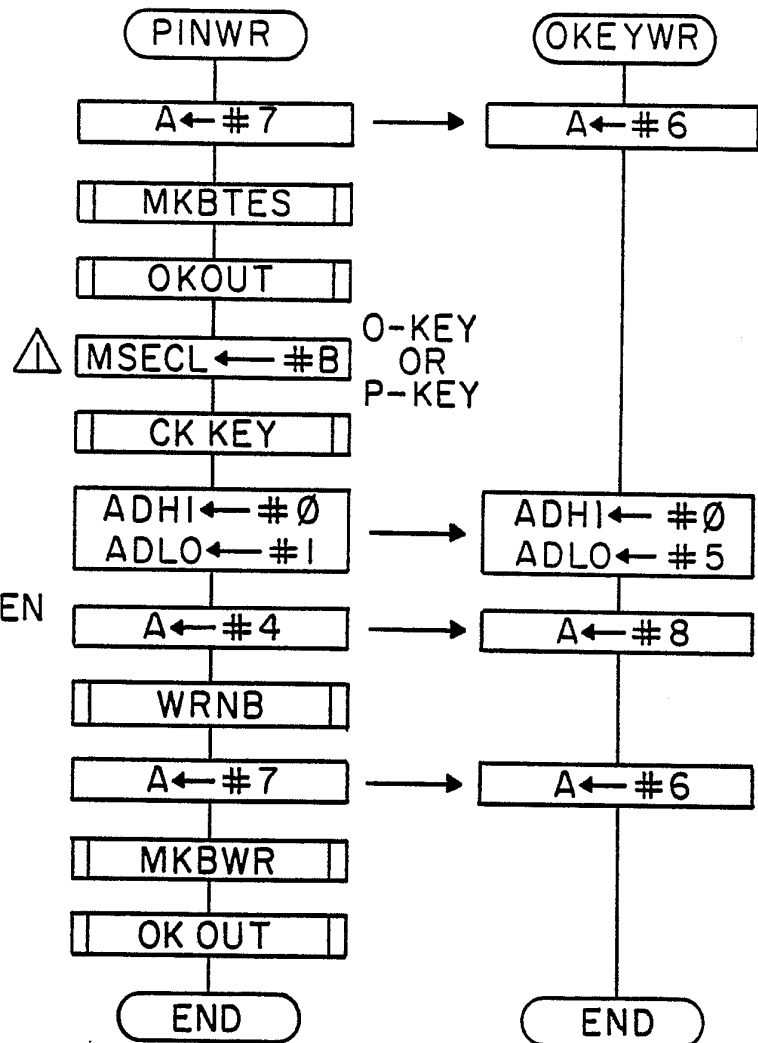 PINWR
A←#7
MKBTES
OKOUT
MSECL ← #B
O-KEY
OR
P-KEY
CK KEY
ADHI ← #Ø
ADLO ← #1
EN
A ← #4
WRNB
A ← #7
MKBWR
OK OUT
END
OKEYWR
A ← #6
ADHI ← #Ø
ADLO ← #5
A ← #8
A ← #6
END